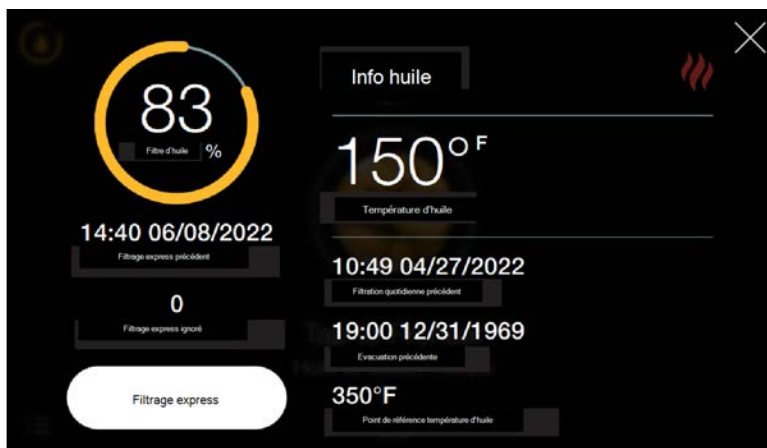 83
Filtre d'huile %
14:40 06/08/2022
Filtrage express précédent
0
Filtrage express ignoré
Filtrage express
Info huile
150°F
Température d'huile
10:49 04/27/2022
Filtration quotidienne précédent
19:00 12/31/1969
Evacuation précédente
350°F
Point de référence température d'huile